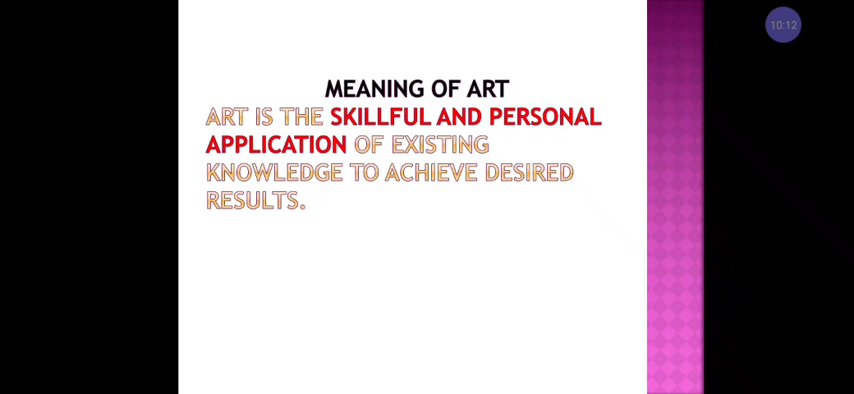 10:12
MEANING OF ART
ART IS THE SKILLFUL AND PERSONAL
APPLICATION OF EXISTING
KNOWLEDGE TO ACHIEVE DESIRED
RESULTS.